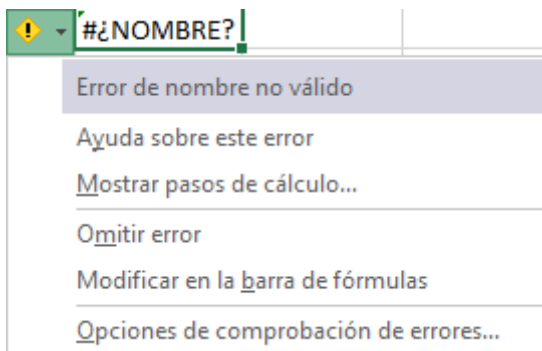 #¿NOMBRE?
Error de nombre no válido
Ayuda sobre este error
Mostrar pasos de cálculo...
Omitir error
Modificar en la barra de fórmulas
Opciones de comprobación de errores...